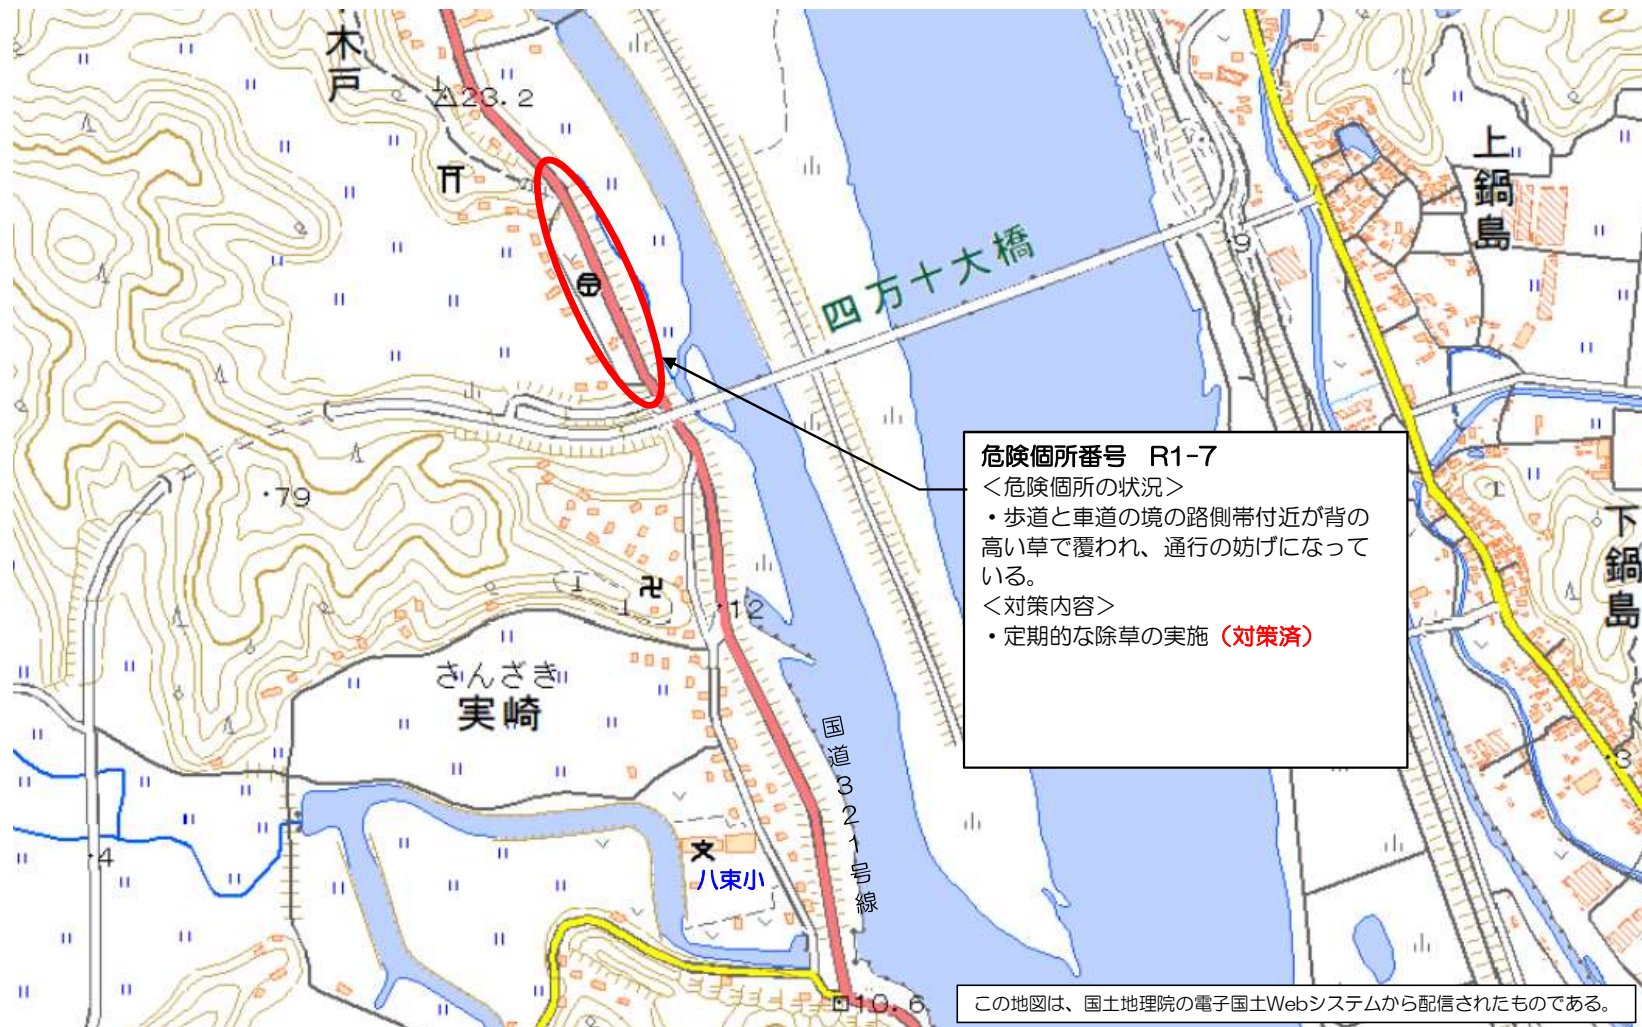 木戸
23.2
上鍋島
四万十大橋
9
危険個所番号　R1-7
＜危険個所の状況＞
・歩道と車道の境の路側帯付近が背の
高い草で覆われ、通行の妨げになって
いる。
＜対策内容＞
・定期的な除草の実施（対策済）
79
下鍋島
12
さんざき
実崎
国道321号線
3
4
文
八束小
10.6
この地図は、国土地理院の電子国土Webシステムから配信されたものである。